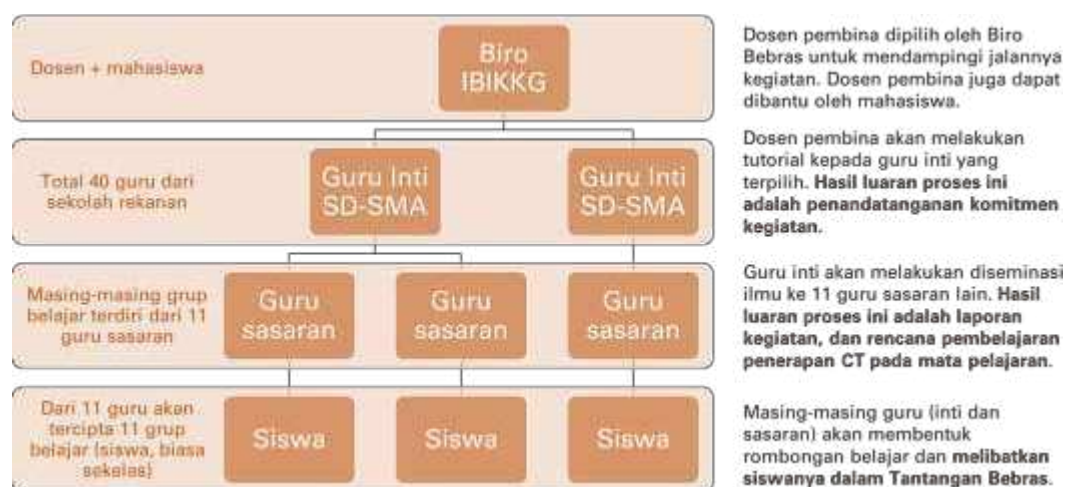 Dosen + mahasiswa
Biro
IBIKKG
Dosen pembina dipilih oleh Biro
Bebras untuk mendampingi jalannya
kegiatan. Dosen pembina juga dapat
dibantu oleh mahasiswa.
Total 40 guru dari
sekolah rekanan
Guru Inti
SD-SMA
Guru Inti
SD-SMA
Dosen pembina akan melakukan
tutorial kepada guru inti yang
terpilih. Hasil luaran proses ini
adalah penandatanganan komitmen
kegiatan.
Masing-masing grup
belajar terdiri dari 11
guru sasaran
Guru
sasaran
Guru
sasaran
Guru
sasaran
Guru inti akan melakukan diseminasi
ilmu ke 11 guru sasaran lain. Hasil
luaran proses ini adalah laporan
kegiatan, dan rencana pembelajaran
penerapan CT pada mata pelajaran.
Dari 11 guru akan
tercipta 11 grup
belajar (siswa, biasa
sekelas)
Siswa
Siswa
Siswa
Masing-masing guru (inti dan
sasaran) akan membentuk
rombongan belajar dan melibatkan
siswanya dalam Tantangan Bebras.